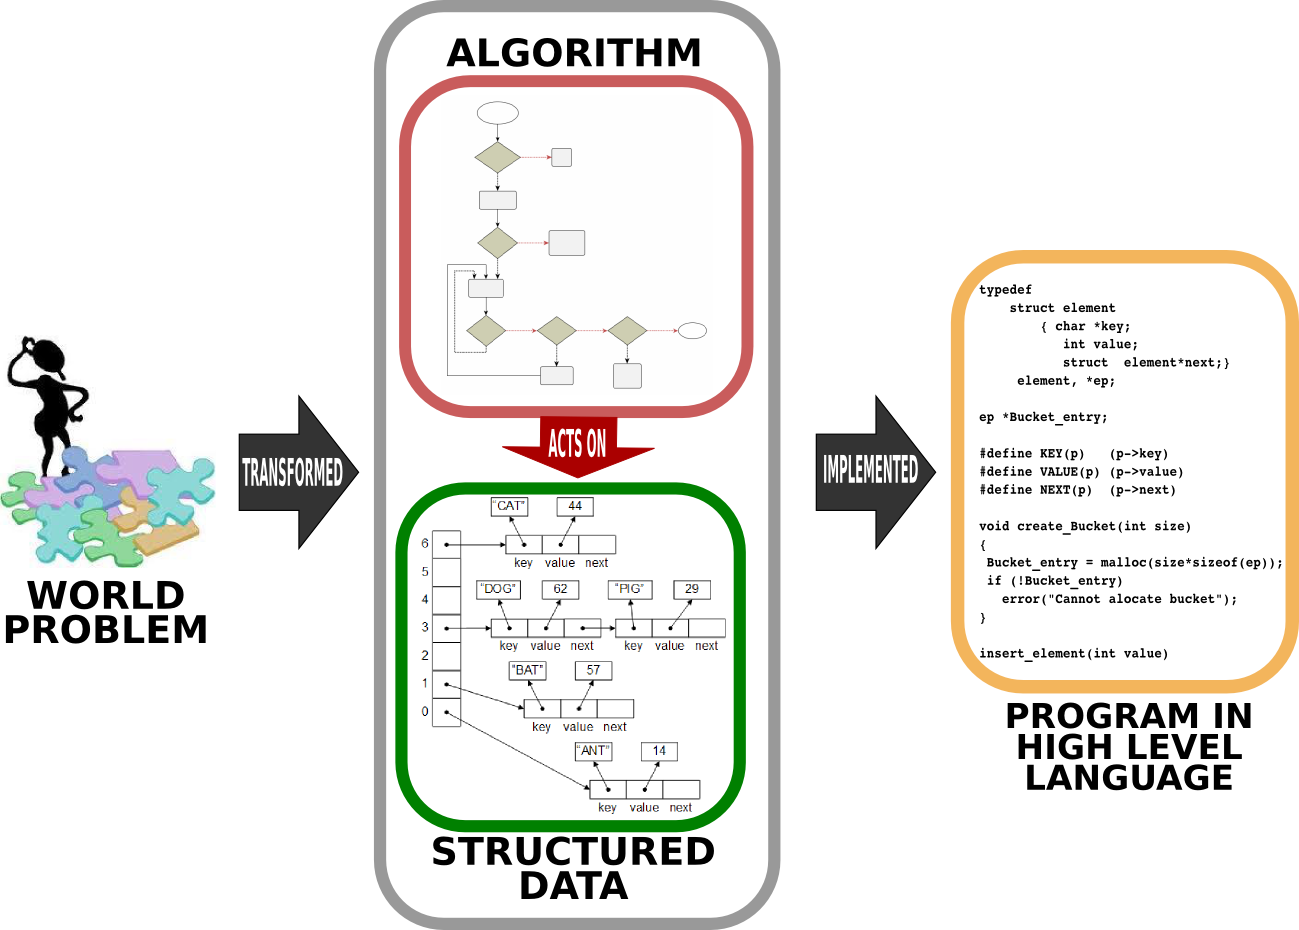 WORLD
PROBLEM
TRANSFORMED
ALGORITHM
ACTS ON
"CAT" 44
6
key value next
5
"DOG" 62 "PIG" 29
4
3
key value next key value next
2
"BAT" 57
1
0
key value next
"ANT" 14
key value next
STRUCTURED
DATA
IMPLEMENTED
typedef
struct element
{ char *key;
int value;
struct element*next;}
element, *ep;
ep *Bucket_entry;
#define KEY(p) (p->key)
#define VALUE(p) (p->value)
#define NEXT(p) (p->next)
void create_Bucket(int size)
{
Bucket_entry = malloc(size*sizeof(ep));
if (!Bucket_entry)
error("Cannot alocate bucket");
}
insert_element(int value)
PROGRAM IN
HIGH LEVEL
LANGUAGE